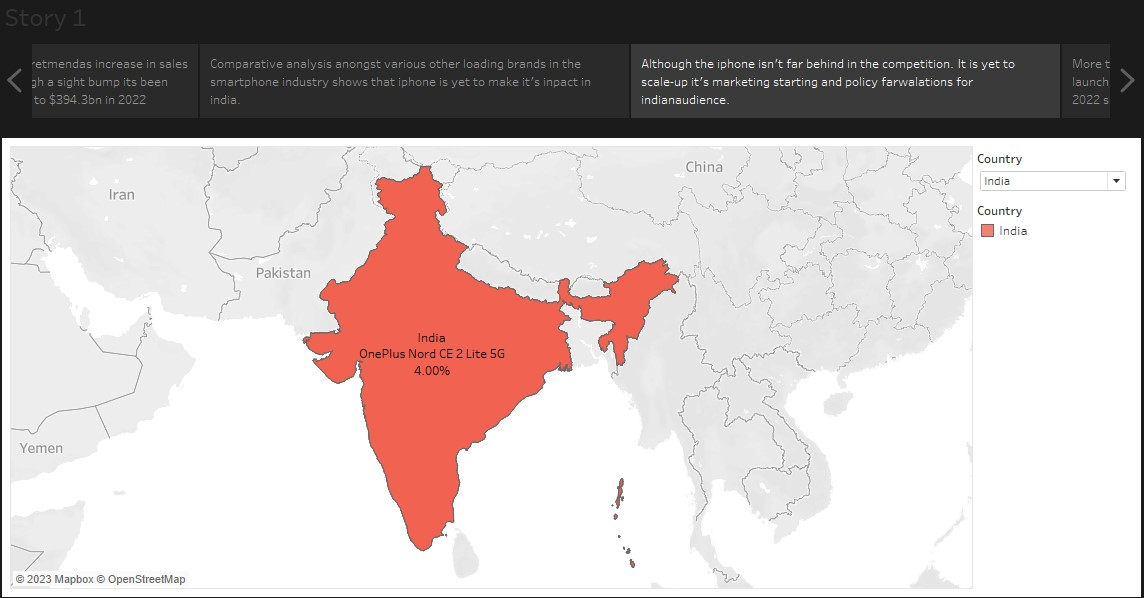 Story 1
retmendas increase in sales
gh a sight bump its been
to $394.3bn in 2022
Comparative analysis amongst various other loading brands in the
smartphone industry shows that iphone is yet to make it's inpact in
India.
Although the iphone isn't far behind in the competition. It is yet to
scale-up it's marketing starting and policy farwalations for
indianaudience.
More t
launch
2022 s
Iran
China
Pakistan
India
OnePlus Nord CE 2 Lite 5G
4.00%
Yemen
© 2023 Mapbox © OpenStreetMap
Country
India
Country
India